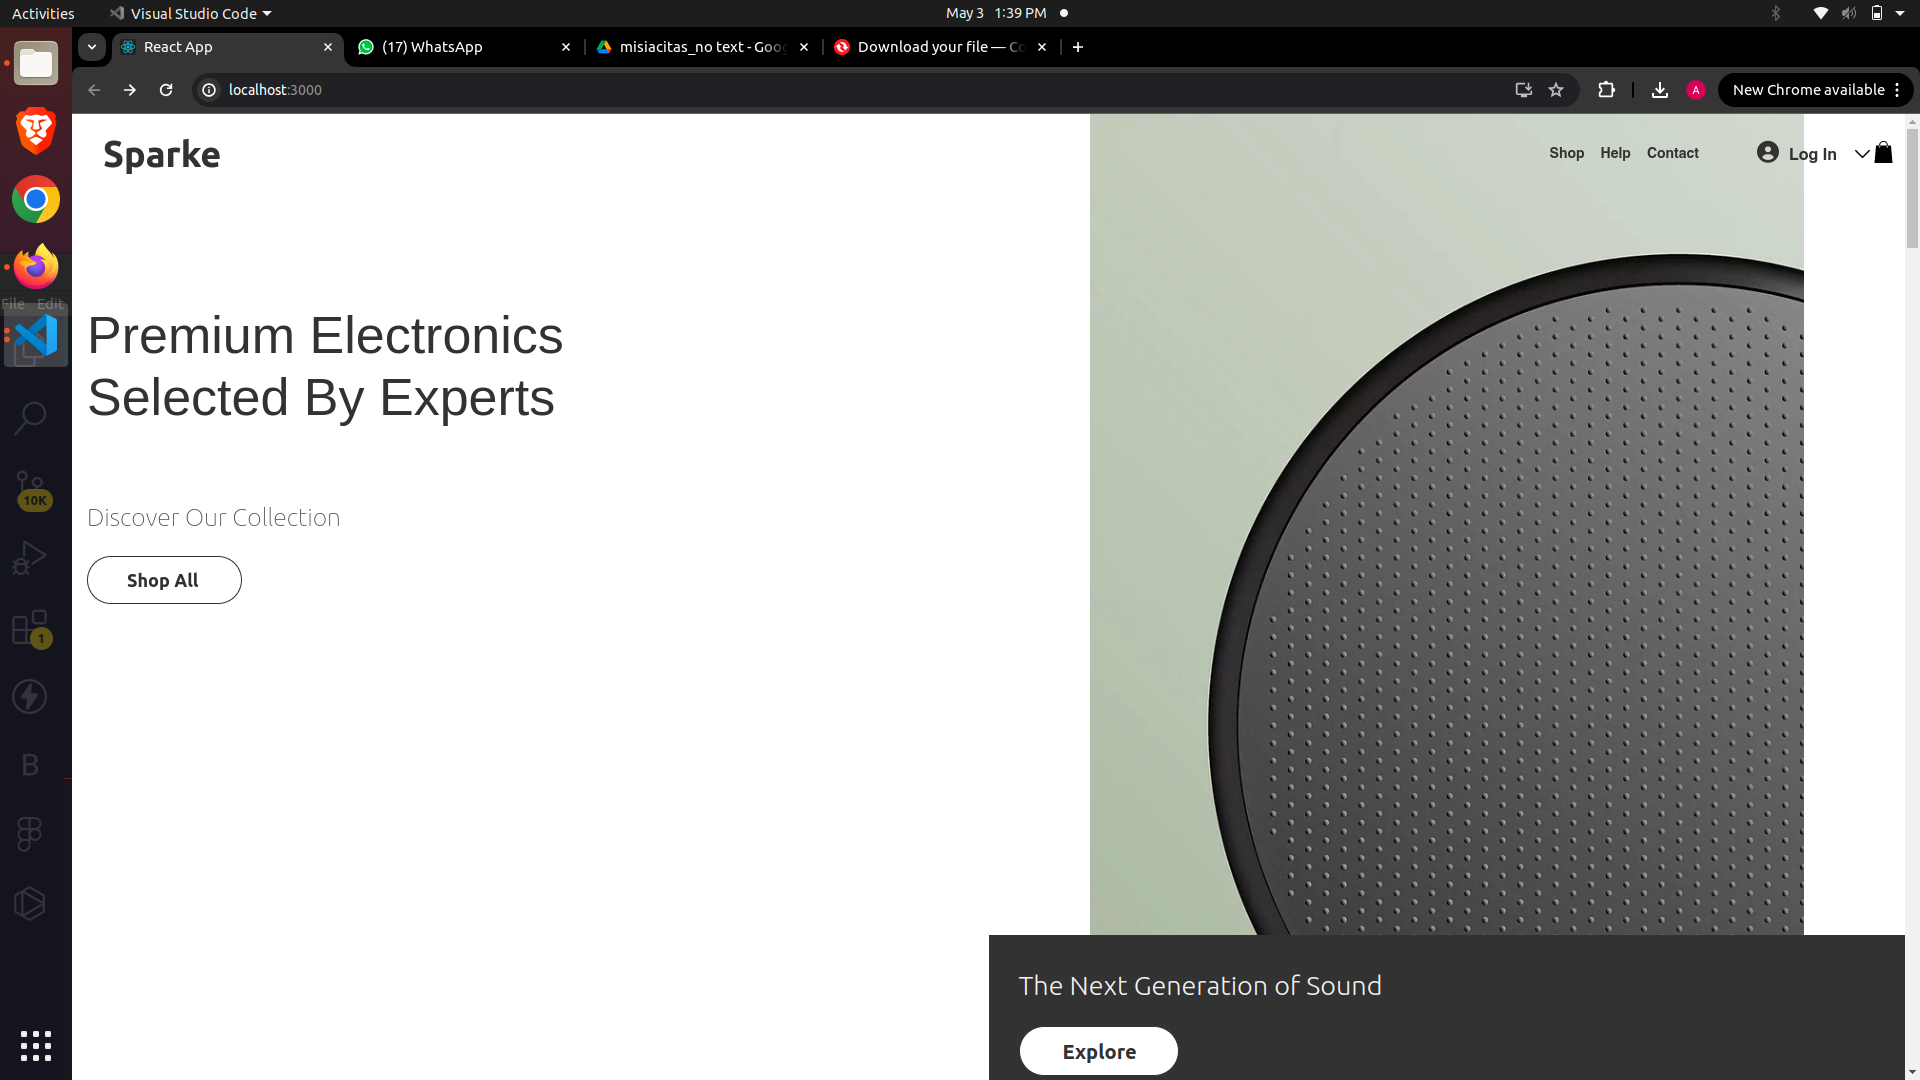 Activities
Visual Studio Code
May 3 1:39 PM
React App
(17) WhatsApp
misiacitas_no text - Goog
Download your file — Co
localhost:3000
A
New Chrome available
Sparke
Shop
Help
Contact
Log In
File Edit
Premium Electronics
Selected By Experts
10K
Discover Our Collection
Shop All
1
B
The Next Generation of Sound
Explore